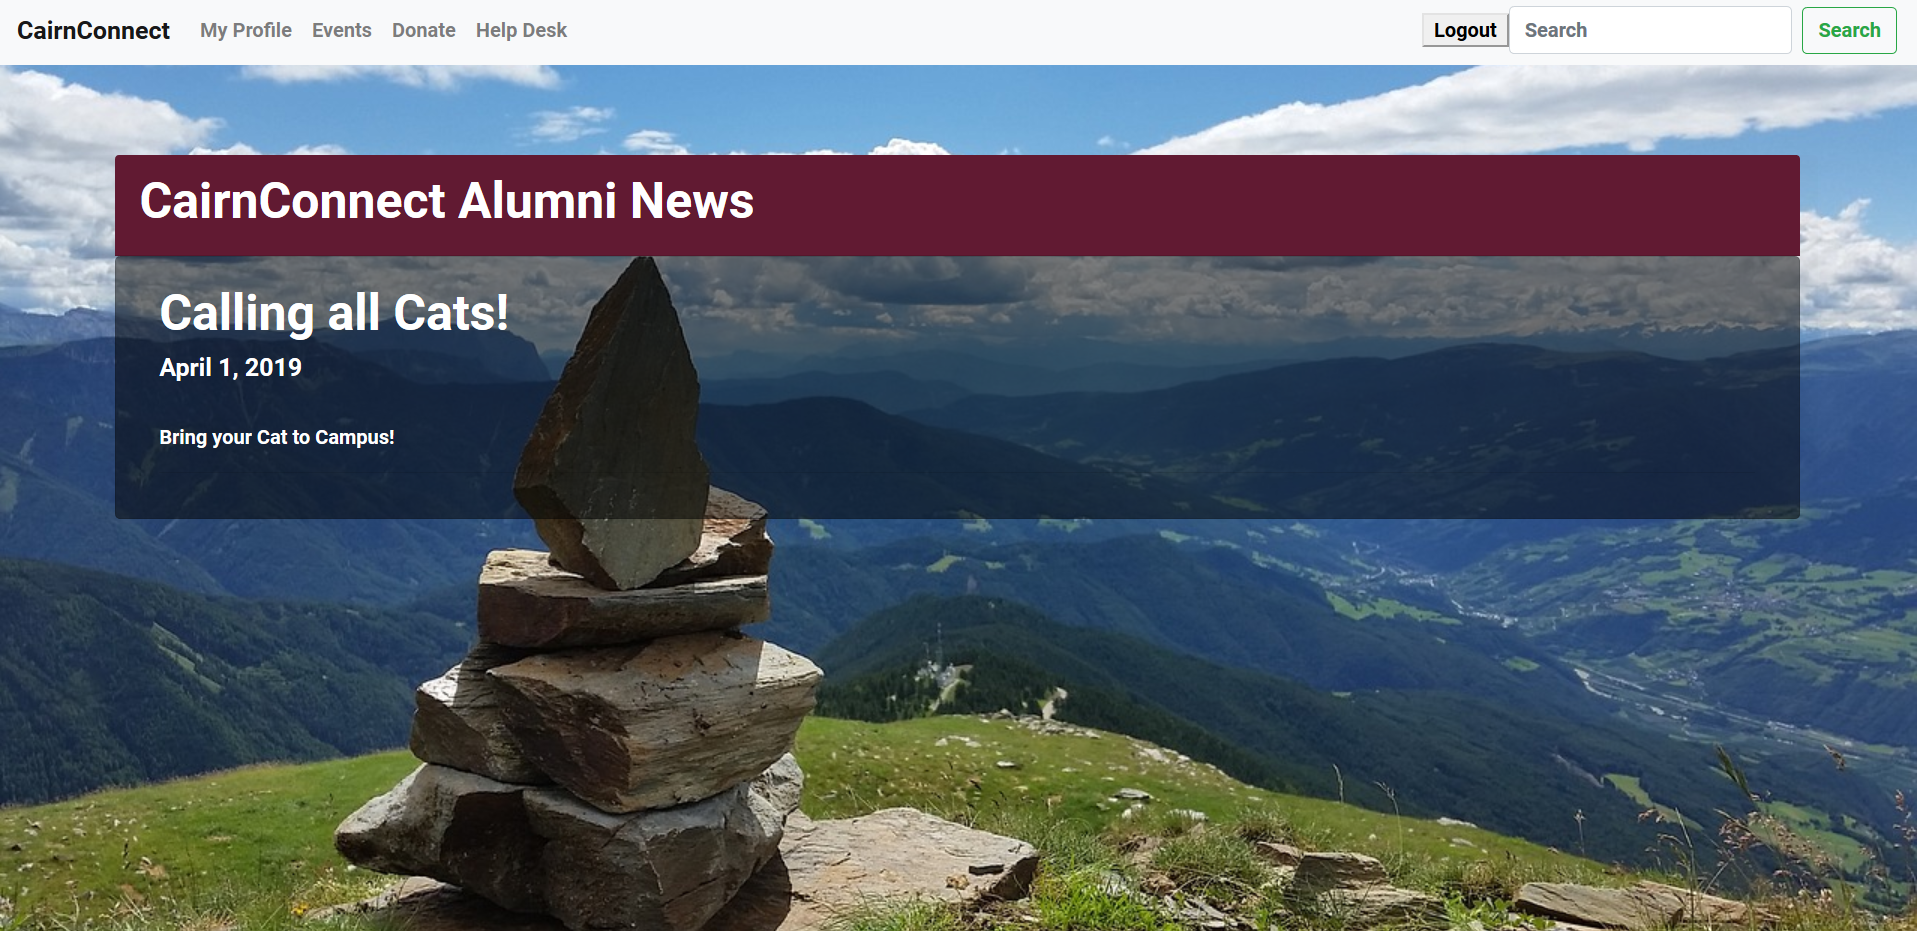 CairnConnect My Profile Events Donate Help Desk Logout Search Search
CairnConnect Alumni News
Calling all Cats!
April 1, 2019
Bring your Cat to Campus!